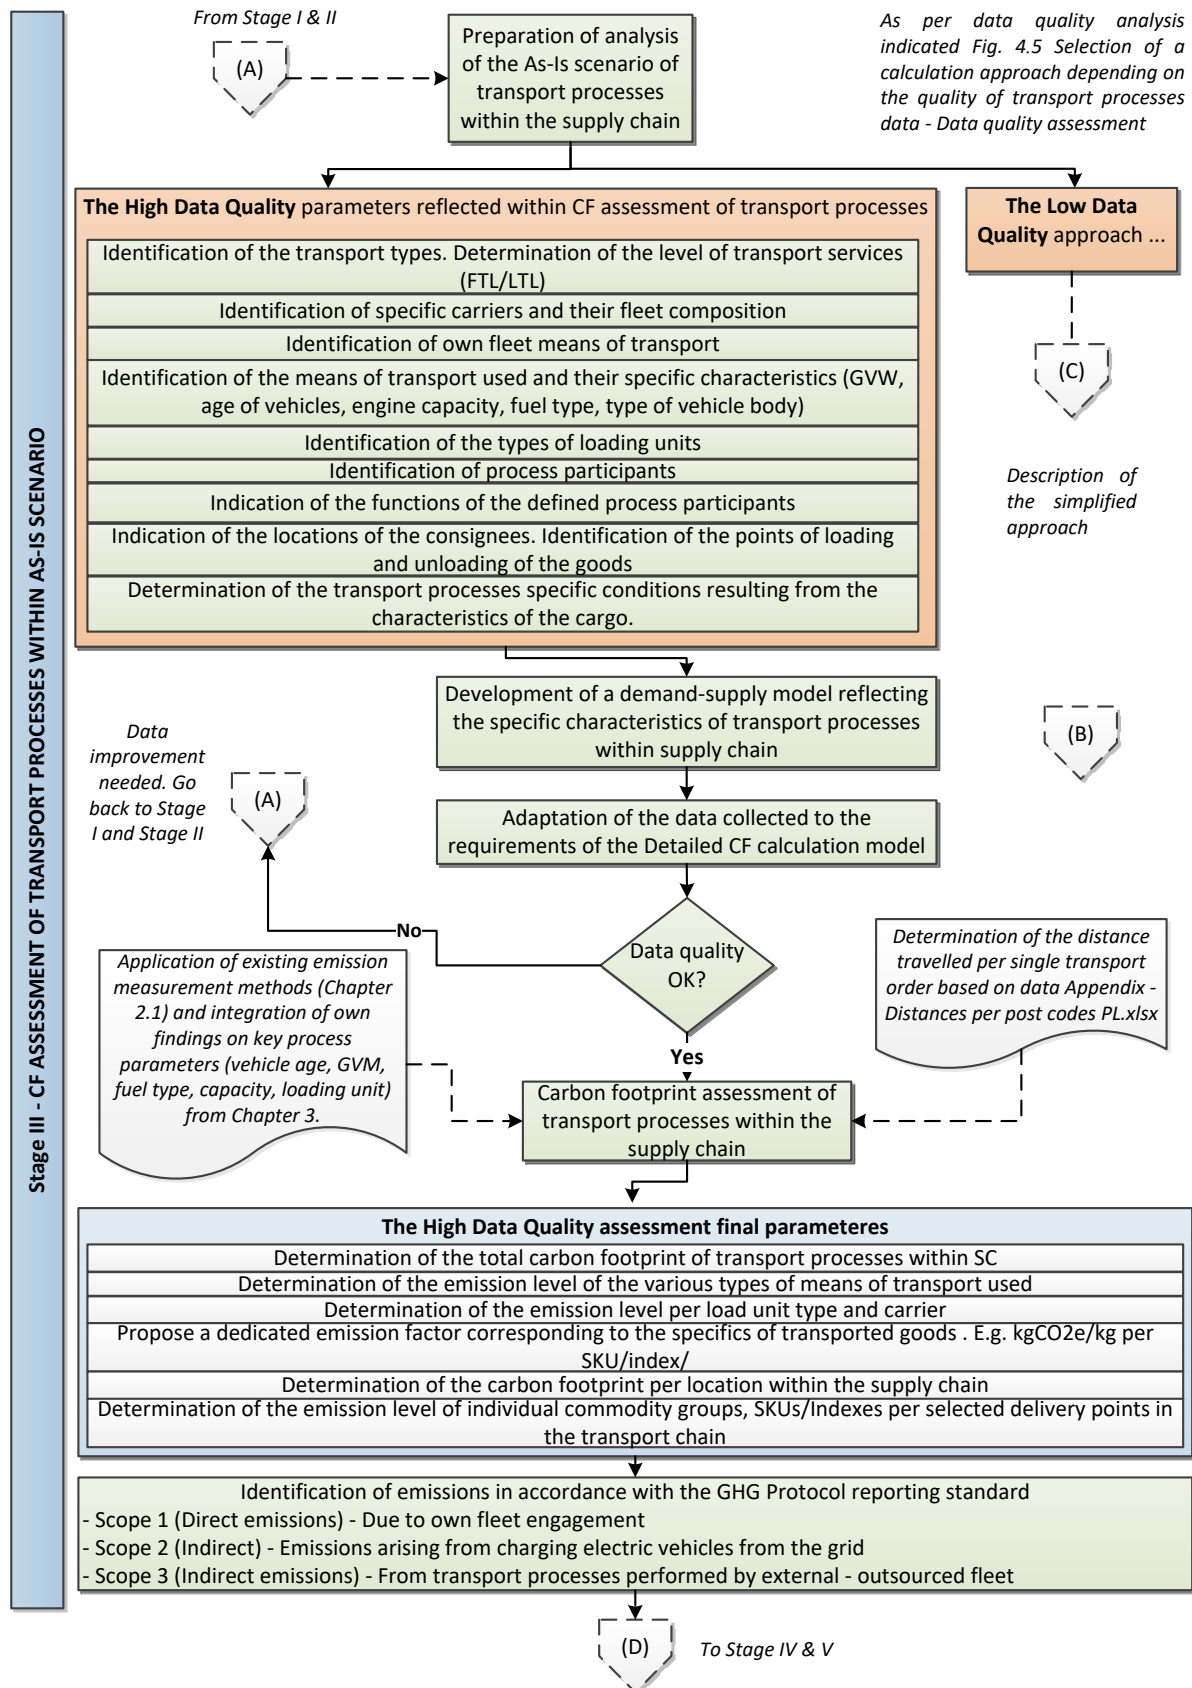 From Stage I & II
(A)
Preparation of analysis
of the As-Is scenario of
transport processes
within the supply chain
As per data quality analysis
indicated Fig. 4.5 Selection of a
calculation approach depending on
the quality of transport processes
data - Data quality assessment
Stage III - CF ASSESSMENT OF TRANSPORT PROCESSES WITHIN AS-IS SCENARIO
The High Data Quality parameters reflected within CF assessment of transport processes
Identification of the transport types. Determination of the level of transport services
(FTL/LTL)
Identification of specific carriers and their fleet composition
Identification of own fleet means of transport
Identification of the means of transport used and their specific characteristics (GVW,
age of vehicles, engine capacity, fuel type, type of vehicle body)
Identification of the types of loading units
Identification of process participants
Indication of the functions of the defined process participants
Indication of the locations of the consignees. Identification of the points of loading
and unloading of the goods
Determination of the transport processes specific conditions resulting from the
characteristics of the cargo.
The Low Data
Quality approach ...
(C)
Description of
the simplified
approach
Development of a demand-supply model reflecting
the specific characteristics of transport processes
within supply chain
(B)
Data
improvement
needed. Go
back to Stage
I and Stage II
(A)
Adaptation of the data collected to the
requirements of the Detailed CF calculation model
No
Data quality
OK?
Yes
Application of existing emission
measurement methods (Chapter
2.1) and integration of own
findings on key process
parameters (vehicle age, GVM,
fuel type, capacity, loading unit)
from Chapter 3.
Determination of the distance
travelled per single transport
order based on data Appendix -
Distances per post codes PL.xlsx
Carbon footprint assessment of
transport processes within the
supply chain
The High Data Quality assessment final parameteres
Determination of the total carbon footprint of transport processes within SC
Determination of the emission level of the various types of means of transport used
Determination of the emission level per load unit type and carrier
Propose a dedicated emission factor corresponding to the specifics of transported goods . E.g. kgCO2e/kg per
SKU/index/
Determination of the carbon footprint per location within the supply chain
Determination of the emission level of individual commodity groups, SKUs/Indexes per selected delivery points in
the transport chain
Identification of emissions in accordance with the GHG Protocol reporting standard
- Scope 1 (Direct emissions) - Due to own fleet engagement
- Scope 2 (Indirect) - Emissions arising from charging electric vehicles from the grid
- Scope 3 (Indirect emissions) - From transport processes performed by external - outsourced fleet
(D)
To Stage IV & V